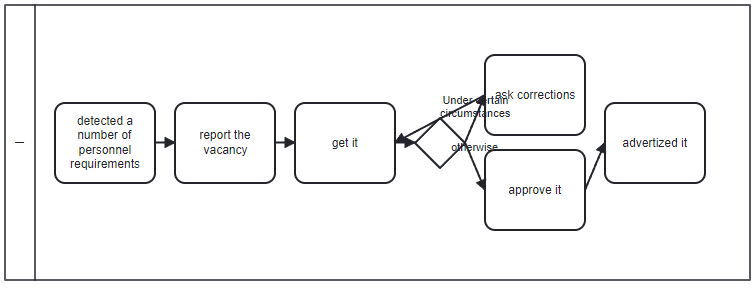 detected a
number of
personnel
requirements
report the
vacancy
get it
Under certain
circumstances
otherwise
ask corrections
approve it
advertized it